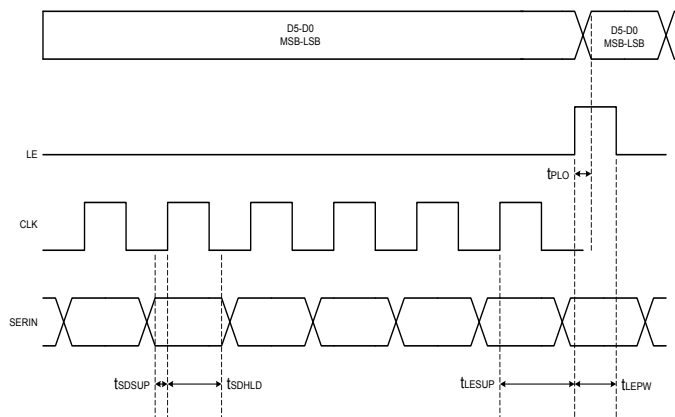 D5-D0
MSB-LSB
D5-D0
MSB-LSB
LE
tPLO
CLK
SERIN
tSDSUP
tSDHLD
tLESUP
tLEPW